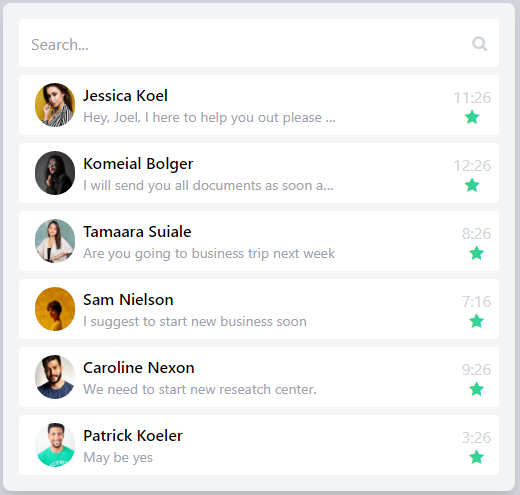 Search...
Jessica Koel 11:26
Hey, Joel, I here to help you out please ...
Komeial Bolger 12:26
I will send you all documents as soon a...
Tamaara Suiale 8:26
Are you going to business trip next week
Sam Nielson 7:16
I suggest to start new business soon
Caroline Nexon 9:26
We need to start new reseatch center.
Patrick Koeler 3:26
May be yes